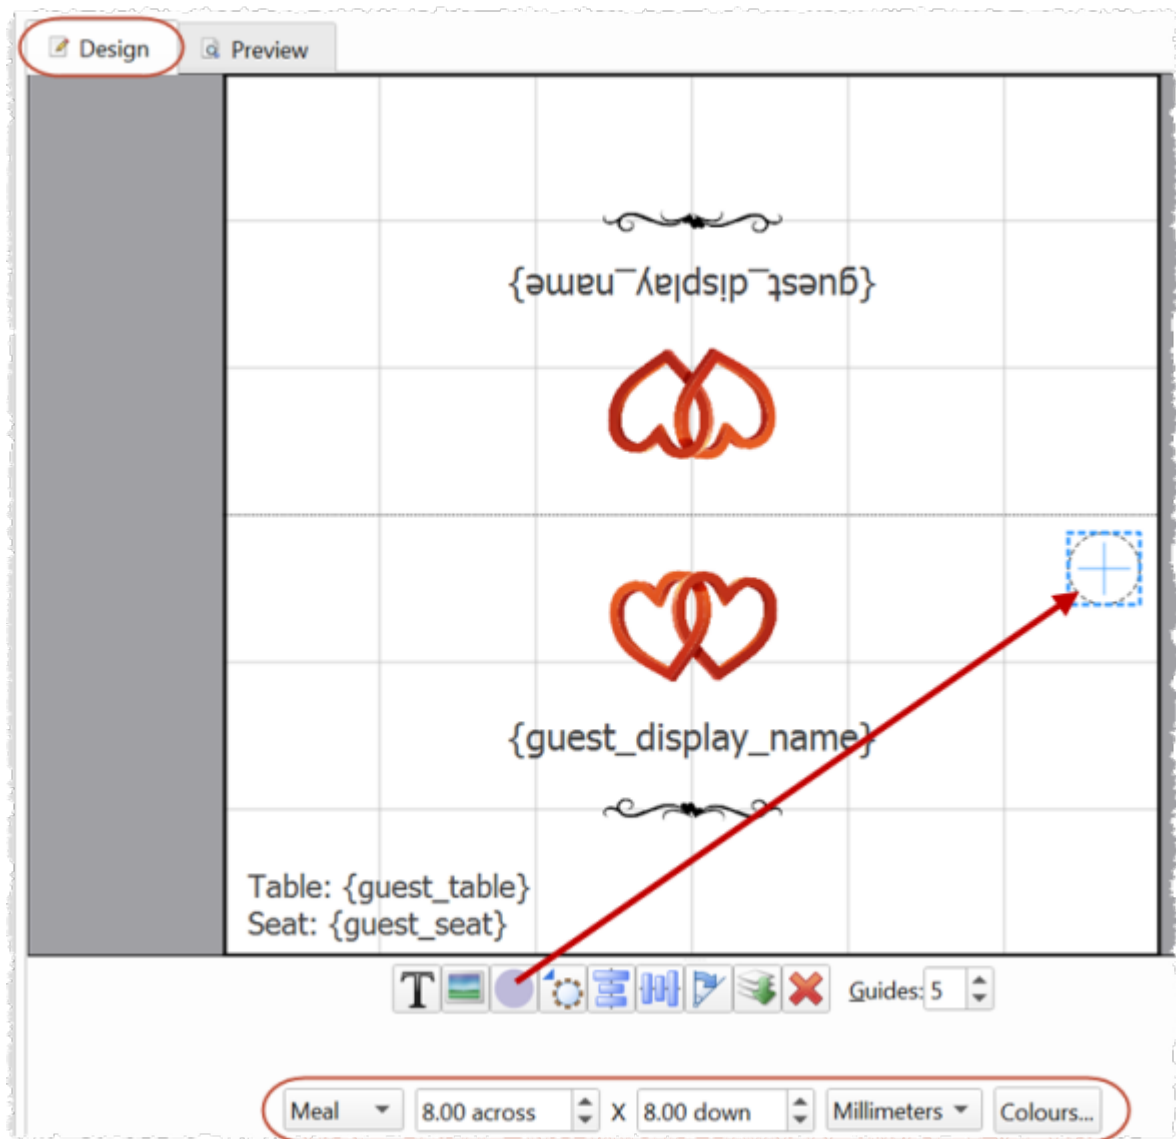 Design Preview
{guest_display_name}
{guest_display_name}
Table: {guest_table}
Seat: {guest_seat}
T Guides: 5
Meal 8.00 across X 8.00 down Millimeters Colours...